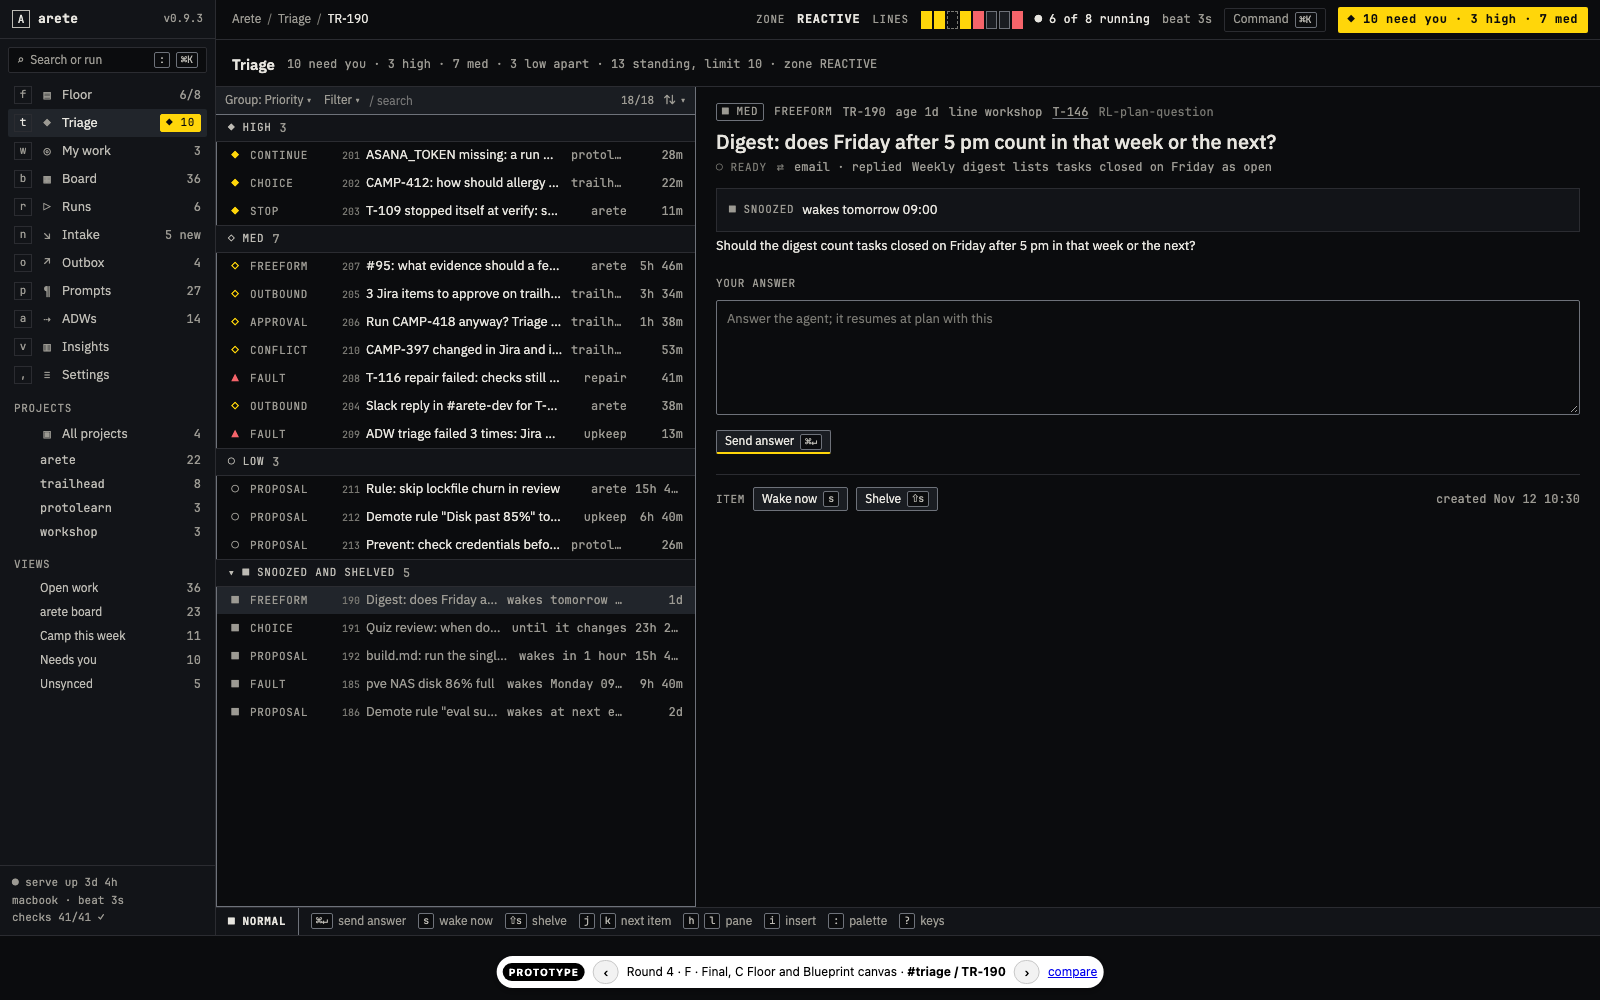 A arete v0.9.3
Search or run : ⌘K
f Floor 6/8
t Triage ◆ 10
w My work 3
b Board 36
r Runs 6
n Intake 5 new
o Outbox 4
p Prompts 27
a ADWs 14
v Insights
, Settings
PROJECTS
All projects 4
arete 22
trailhead 8
protolearn 3
workshop 3
VIEWS
Open work 36
arete board 23
Camp this week 11
Needs you 10
Unsynced 5
serve up 3d 4h
macbook · beat 3s
checks 41/41 ✓
Arete / Triage / TR-190
ZONE REACTIVE LINES 6 of 8 running beat 3s Command ⌘K ◆ 10 need you · 3 high · 7 med
Triage 10 need you · 3 high · 7 med · 3 low apart · 13 standing, limit 10 · zone REACTIVE
Group: Priority ▾ Filter ▾ / search 18/18 ⇅ ▾
◆ HIGH 3
CONTINUE 201 ASANA_TOKEN missing: a run ... protol… 28m
CHOICE 202 CAMP-412: how should allergy ... trailh… 22m
STOP 203 T-109 stopped itself at verify: s... arete 11m
◇ MED 7
FREEFORM 207 #95: what evidence should a fe... arete 5h 46m
OUTBOUND 205 3 Jira items to approve on trailh... trailh… 3h 34m
APPROVAL 206 Run CAMP-418 anyway? Triage ... trailh… 1h 38m
CONFLICT 210 CAMP-397 changed in Jira and i... trailh… 53m
FAULT 208 T-116 repair failed: checks still ... repair 41m
OUTBOUND 204 Slack reply in #arete-dev for T-... arete 38m
FAULT 209 ADW triage failed 3 times: Jira ... upkeep 13m
○ LOW 3
PROPOSAL 211 Rule: skip lockfile churn in review arete 15h 4…
PROPOSAL 212 Demote rule "Disk past 85%" to... upkeep 6h 40m
PROPOSAL 213 Prevent: check credentials befo... protol… 26m
▾ ■ SNOOZED AND SHELVED 5
FREEFORM 190 Digest: does Friday a... wakes tomorrow … 1d
CHOICE 191 Quiz review: when do... until it changes 23h 2…
PROPOSAL 192 build.md: run the singl... wakes in 1 hour 15h 4…
FAULT 185 pve NAS disk 86% full wakes Monday 09… 9h 40m
PROPOSAL 186 Demote rule "eval su... wakes at next e… 2d
■ MED FREEFORM TR-190 age 1d line workshop T-146 RL-plan-question
Digest: does Friday after 5 pm count in that week or the next?
○ READY ⇄ email · replied Weekly digest lists tasks closed on Friday as open
■ SNOOZED wakes tomorrow 09:00
Should the digest count tasks closed on Friday after 5 pm in that week or the next?
YOUR ANSWER
Answer the agent; it resumes at plan with this
Send answer ⌘↵
ITEM Wake now s Shelve ⇧s created Nov 12 10:30
■ NORMAL ⌘↵ send answer s wake now ⇧s shelve j k next item h l pane i insert : palette ? keys
PROTOTYPE ‹ Round 4 · F · Final, C Floor and Blueprint canvas · #triage / TR-190 › compare